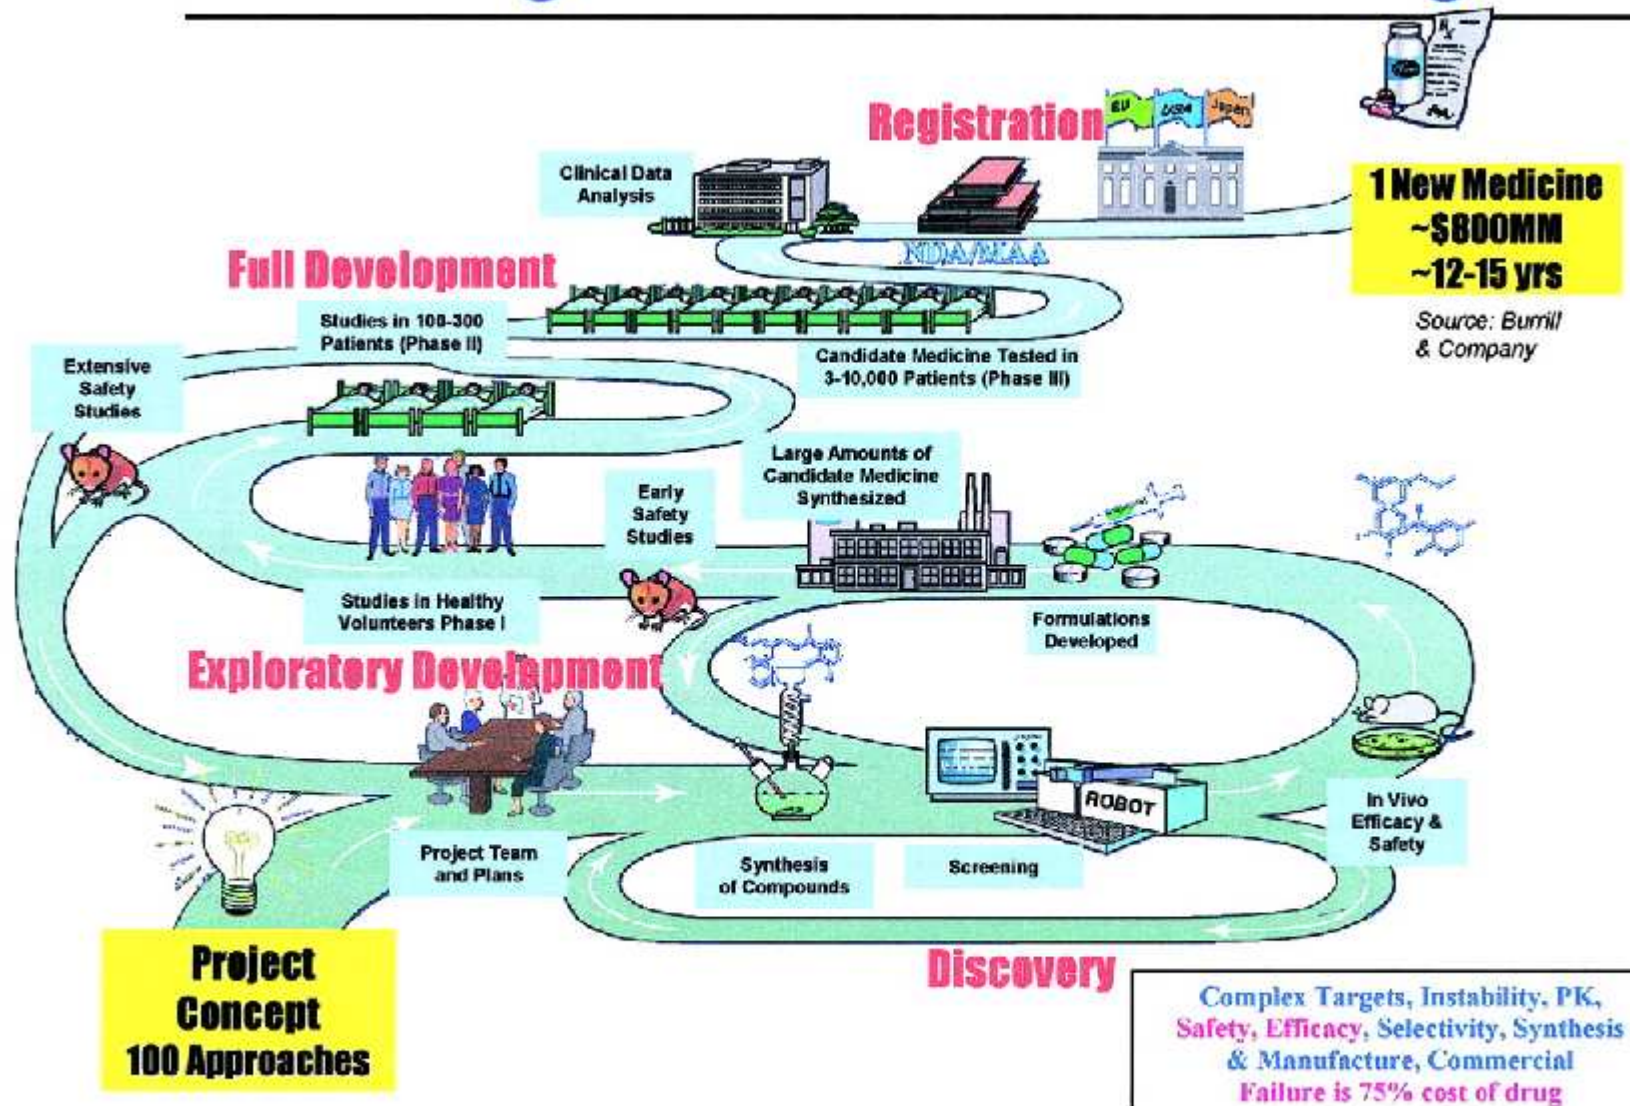 Registration
EU
USA
Japan
Rx
Clinical Data
Analysis
1 New Medicine
~$800MM
~12-15 yrs
Source: Burrill
& Company
NDA/MAA
Full Development
Studies in 100-300
Patients (Phase II)
Candidate Medicine Tested in
3-10,000 Patients (Phase III)
Extensive
Safety
Studies
Large Amounts of
Candidate Medicine
Synthesized
Early
Safety
Studies
Studies in Healthy
Volunteers Phase I
Formulations
Developed
Exploratory Development
ROBOT
In Vivo
Efficacy &
Safety
Project Team
and Plans
Synthesis
of Compounds
Screening
Project
Concept
100 Approaches
Discovery
Complex Targets, Instability, PK,
Safety, Efficacy, Selectivity, Synthesis
& Manufacture, Commercial
Failure is 75% cost of drug